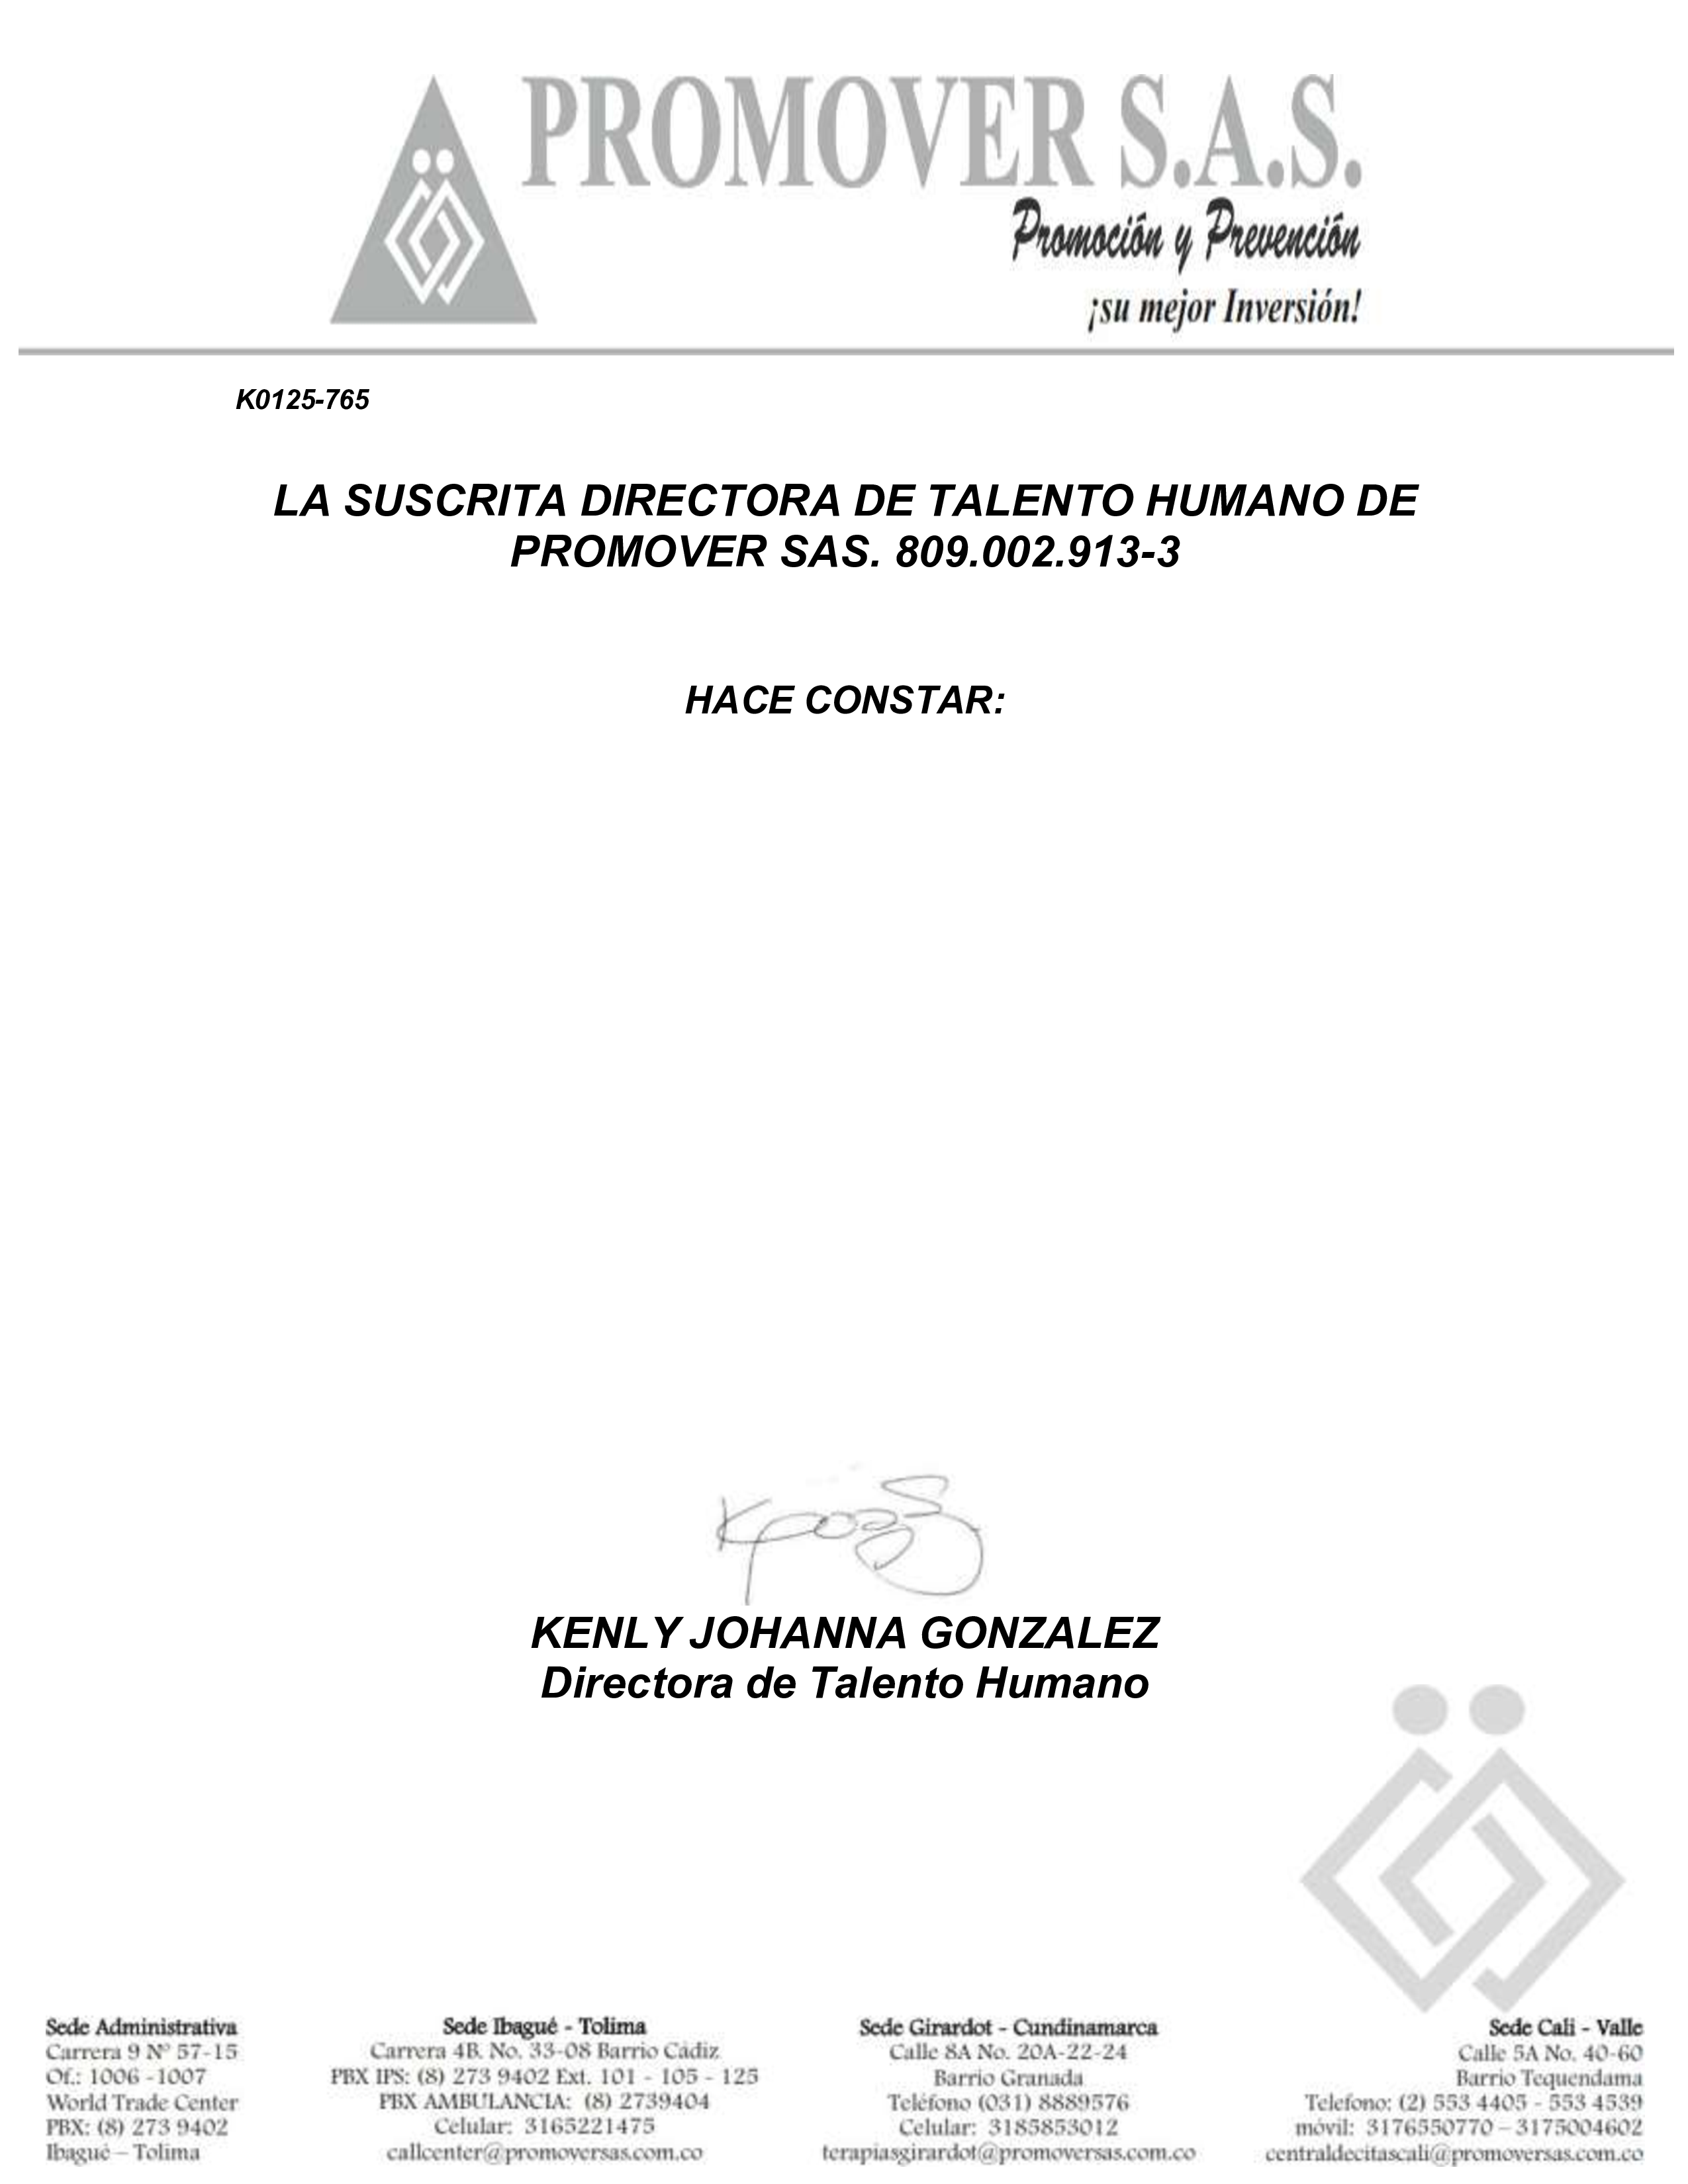 PROMOVER S.A.S.
Promoción y Prevención
¡su mejor Inversión!
K0125-765
LA SUSCRITA DIRECTORA DE TALENTO HUMANO DE
PROMOVER SAS. 809.002.913-3
HACE CONSTAR:
KENLY JOHANNA GONZALEZ
Directora de Talento Humano
Sede Administrativa
Carrera 9 Nº 57-15
Of.: 1006 -1007
World Trade Center
PBX: (8) 273 9402
Ibagué – Tolima
Sede Ibagué - Tolima
Carrera 4B. No. 33-08 Barrio Cádiz
PBX IPS: (8) 273 9402 Ext. 101 - 105 - 125
PBX AMBULANCIA: (8) 2739404
Celular: 3165221475
callcenter@promoversas.com.co
Sede Girardot - Cundinamarca
Calle 8A No. 20A-22-24
Barrio Granada
Teléfono (031) 8889576
Celular: 3185853012
terapiasgirardot@promoversas.com.co
Sede Cali - Valle
Calle 5A No. 40-60
Barrio Tequendama
Telefono: (2) 553 4405 - 553 4539
móvil: 3176550770 – 3175004602
centraldecitascali@promoversas.com.co